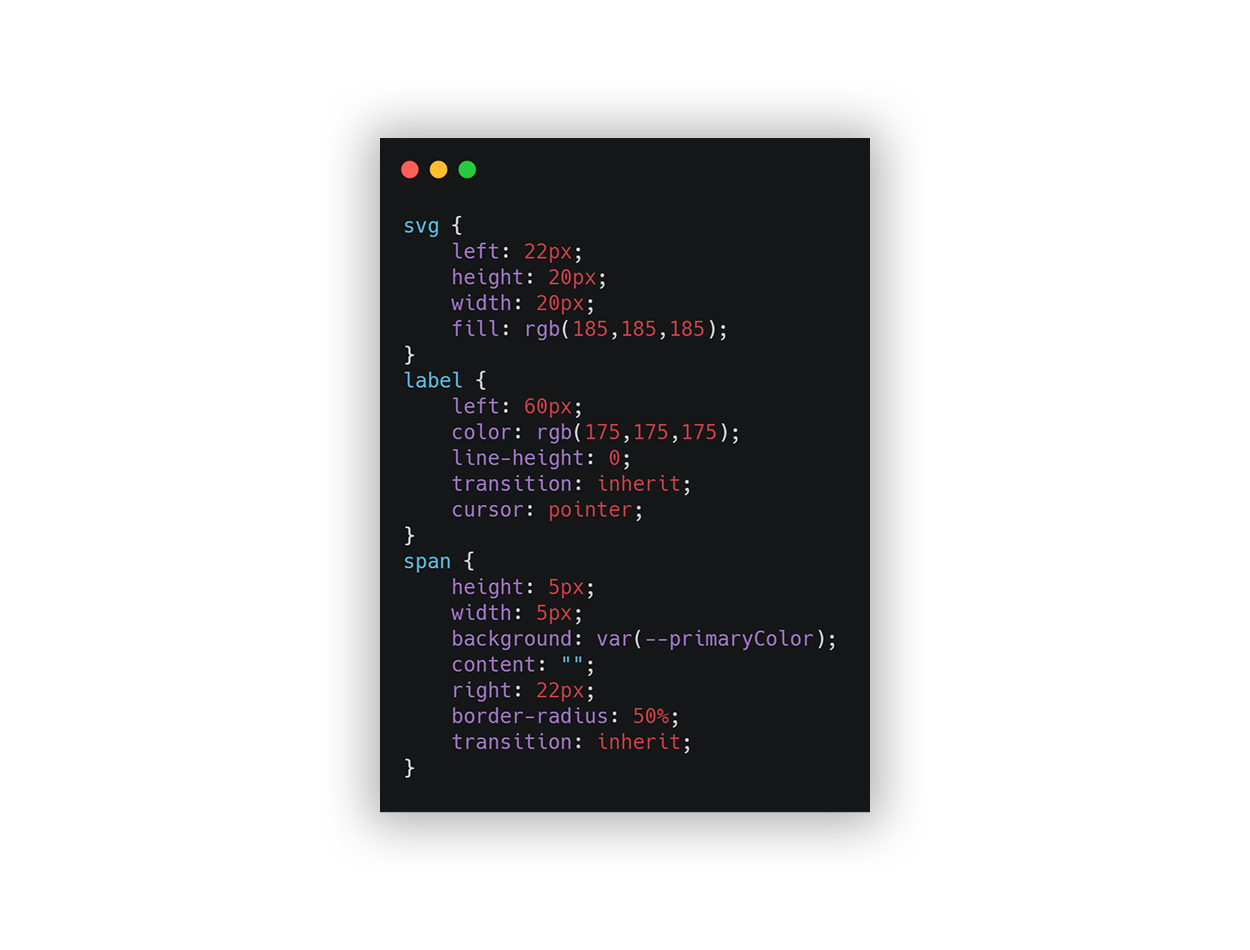 svg {
    left: 22px;
    height: 20px;
    width: 20px;
    fill: rgb(185,185,185);
}
label {
    left: 60px;
    color: rgb(175,175,175);
    line-height: 0;
    transition: inherit;
    cursor: pointer;
}
span {
    height: 5px;
    width: 5px;
    background: var(--primaryColor);
    content: "";
    right: 22px;
    border-radius: 50%;
    transition: inherit;
}